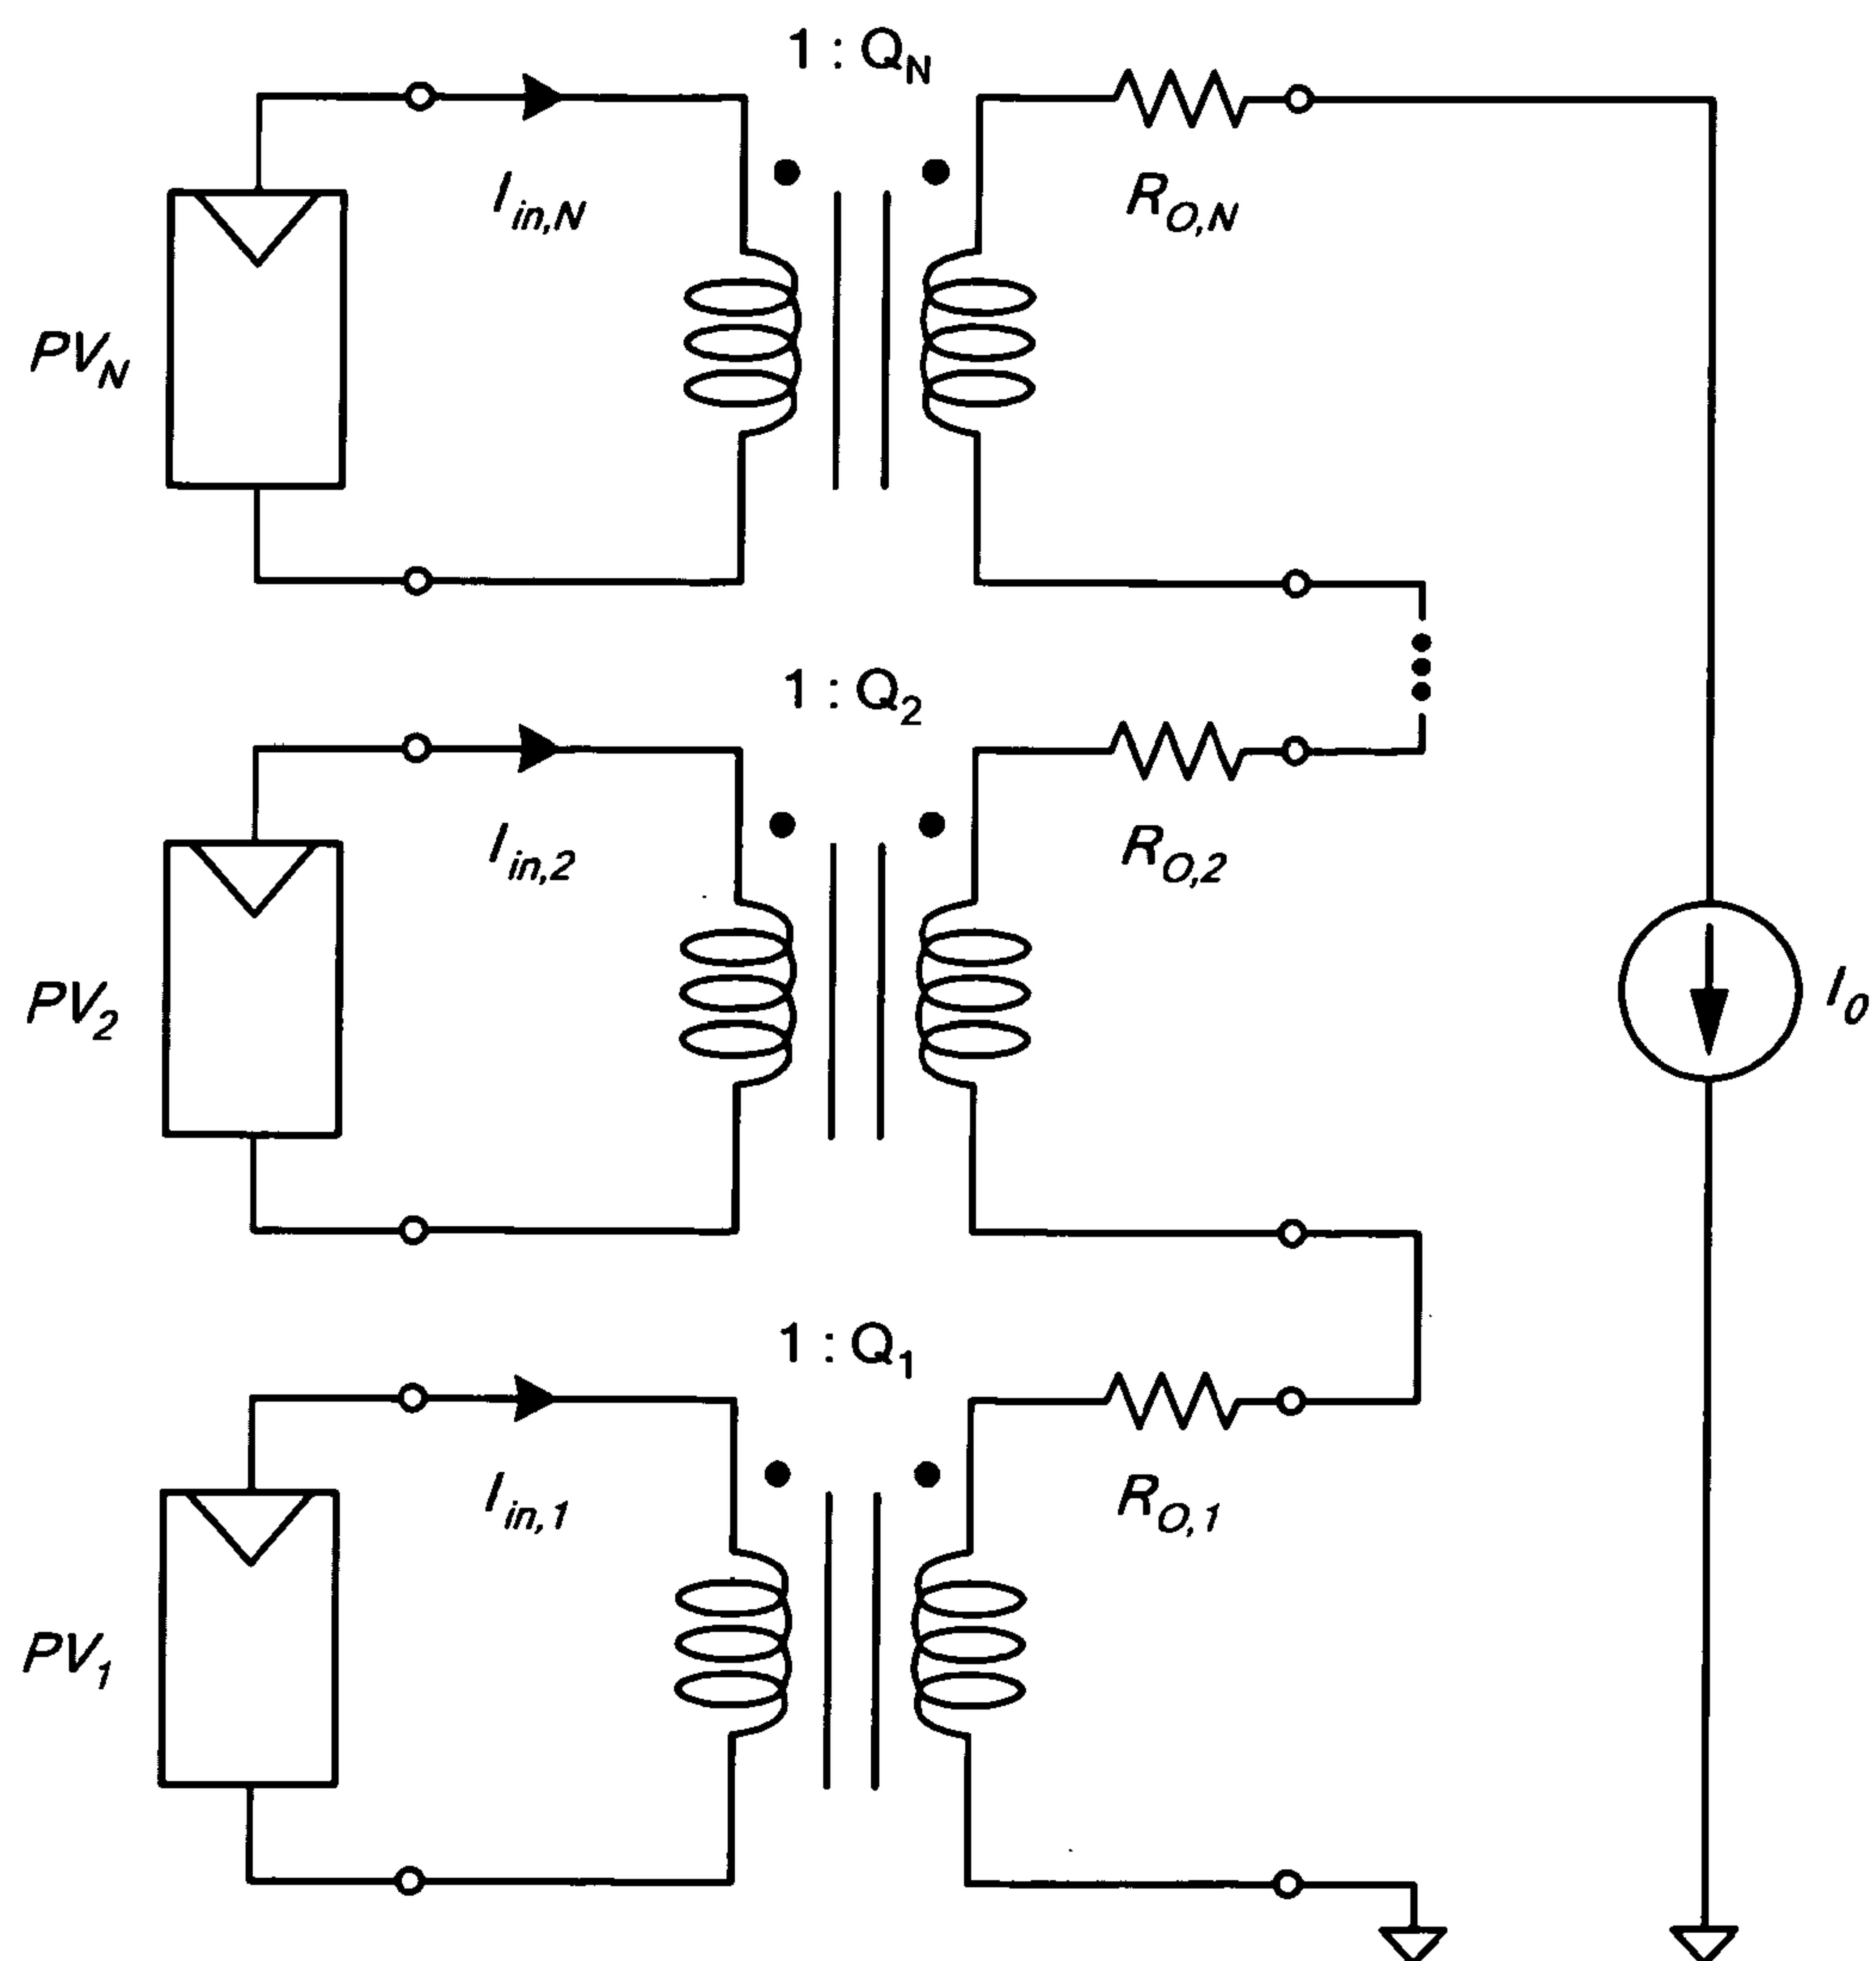 1 : Q_N
I_in,N
R_O,N
PV_N
1 : Q_2
I_in,2
R_O,2
PV_2
I_0
1 : Q_1
I_in,1
R_O,1
PV_1